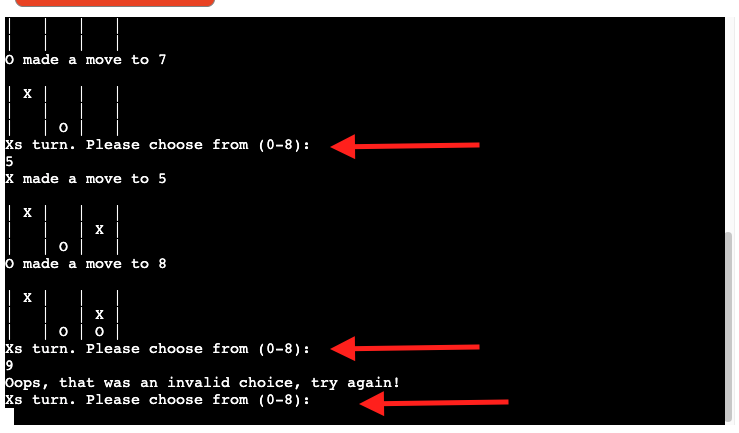 |   |   |   |
|   |   |   |
O made a move to 7
| X |   |   |
|   |   |   |
|   | O |   |
Xs turn. Please choose from (0-8):
5
X made a move to 5
| X |   |   |
|   |   | X |
|   | O |   |
O made a move to 8
| X |   |   |
|   |   | X |
|   | O | O |
Xs turn. Please choose from (0-8):
9
Oops, that was an invalid choice, try again!
Xs turn. Please choose from (0-8):